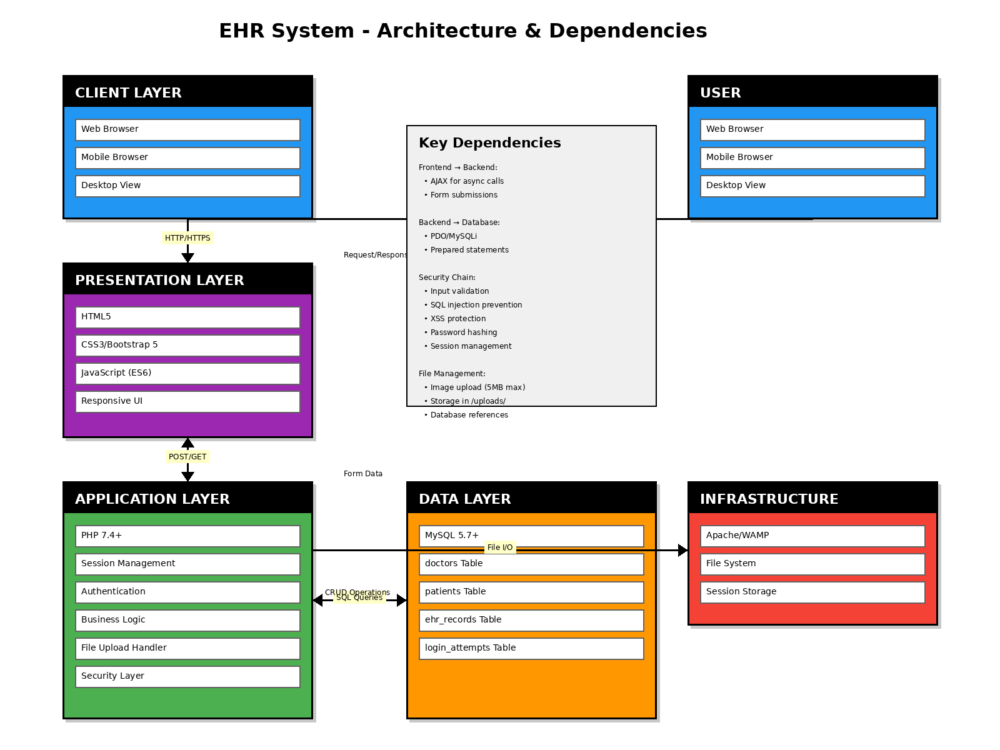 EHR System - Architecture & Dependencies
CLIENT LAYER
Web Browser
Mobile Browser
Desktop View
USER
Web Browser
Mobile Browser
Desktop View
Key Dependencies
Frontend → Backend:
• AJAX for async calls
• Form submissions
Backend → Database:
• PDO/MySQLi
• Prepared statements
Security Chain:
• Input validation
• SQL injection prevention
• XSS protection
• Password hashing
• Session management
File Management:
• Image upload (5MB max)
• Storage in /uploads/
• Database references
HTTP/HTTPS
Request/Respons
PRESENTATION LAYER
HTML5
CSS3/Bootstrap 5
JavaScript (ES6)
Responsive UI
POST/GET
Form Data
APPLICATION LAYER
PHP 7.4+
Session Management
Authentication
Business Logic
File Upload Handler
Security Layer
CRUD Operations
SQL Queries
DATA LAYER
MySQL 5.7+
File I/O
doctors Table
patients Table
ehr_records Table
login_attempts Table
INFRASTRUCTURE
Apache/WAMP
File System
Session Storage